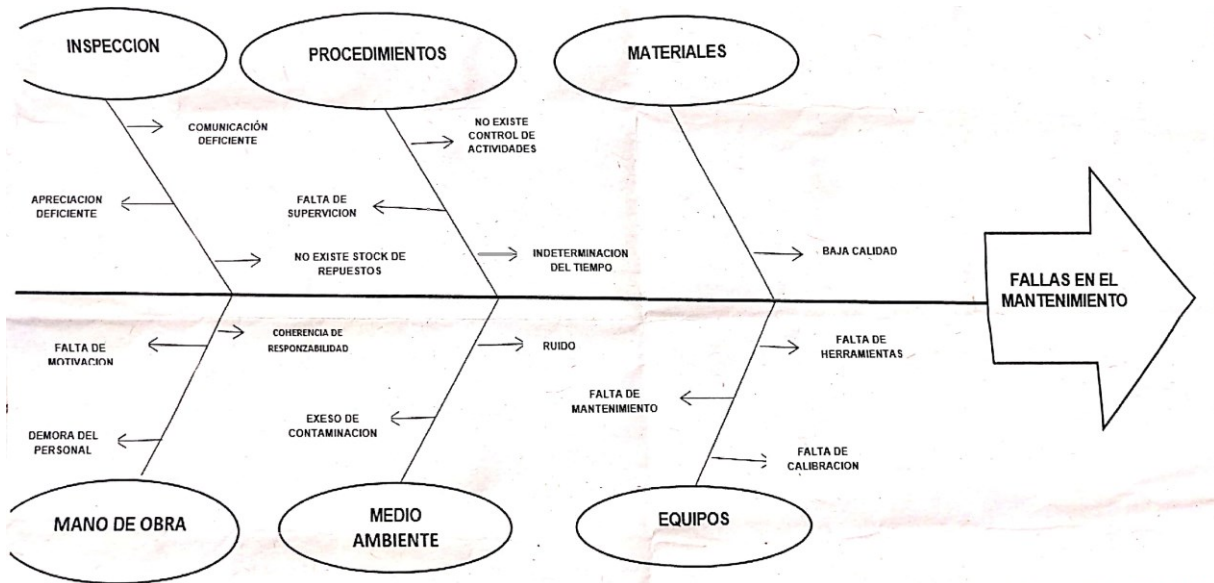 INSPECCION
PROCEDIMIENTOS
MATERIALES
COMUNICACIÓN
DEFICIENTE
NO EXISTE
CONTROL DE
ACTIVIDADES
APRECIACION
DEFICIENTE
FALTA DE
SUPERVICION
NO EXISTE STOCK DE
REPUESTOS
INDETERMINACION
DEL TIEMPO
BAJA CALIDAD
FALLAS EN EL
MANTENIMIENTO
FALTA DE
MOTIVACION
COHERENCIA DE
RESPONZABILIDAD
RUIDO
FALTA DE
HERRAMIENTAS
FALTA DE
MANTENIMIENTO
DEMORA DEL
PERSONAL
EXESO DE
CONTAMINACION
FALTA DE
CALIBRACION
MANO DE OBRA
MEDIO
AMBIENTE
EQUIPOS